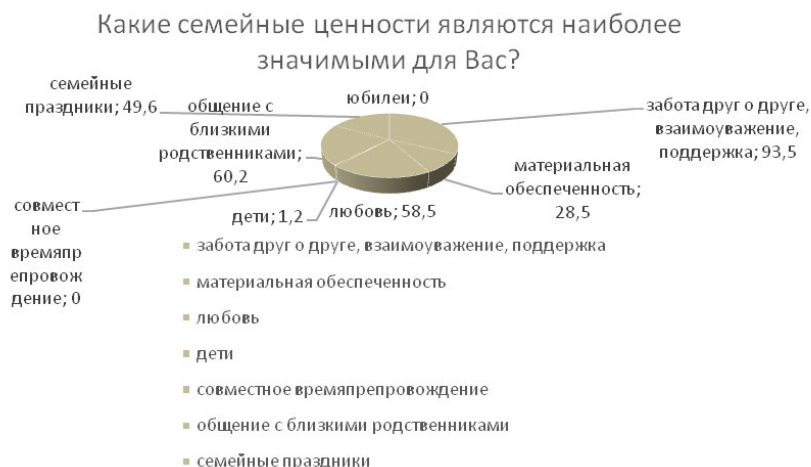 Какие семейные ценности являются наиболее
значимыми для Вас?
семейные
праздники; 49,6
общение с
близкими
родственниками;
60,2
юбилеи; 0
забота друг о друге,
взаимоуважение,
поддержка; 93,5
материальная
обеспеченность;
28,5
совмест
ное
времяпр
епровож
дение; 0
дети; 1,2
любовь; 58,5
забота друг о друге, взаимоуважение, поддержка
материальная обеспеченность
любовь
дети
совместное времяпрепровождение
общение с близкими родственниками
семейные праздники